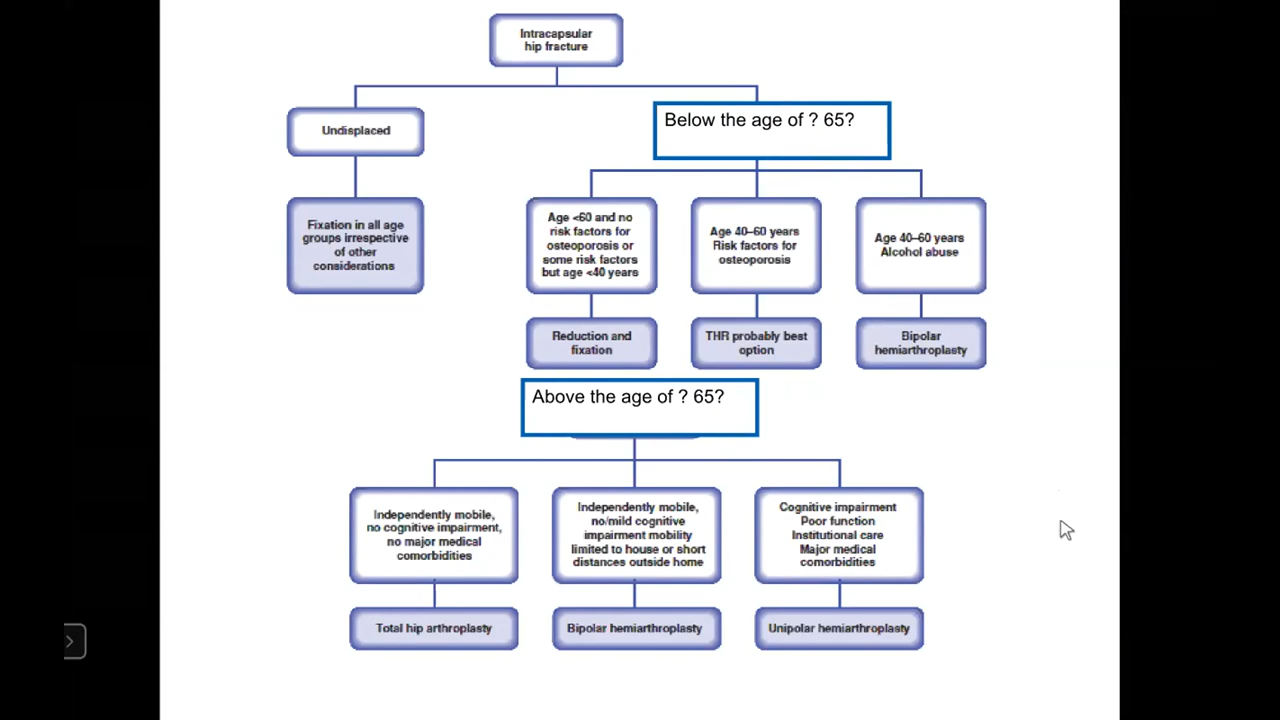 Intracapsular
hip fracture
Undisplaced
Below the age of ? 65?
Fixation in all age
groups irrespective
of other
considerations
Age <60 and no
risk factors for
osteoporosis or
some risk factors
but age <40 years
Age 40–60 years
Risk factors for
osteoporosis
Age 40–60 years
Alcohol abuse
Reduction and
fixation
THR probably best
option
Bipolar
hemiarthroplasty
Above the age of ? 65?
Independently mobile,
no cognitive impairment,
no major medical
comorbidities
Independently mobile,
no/mild cognitive
impairment mobility
limited to house or short
distances outside home
Cognitive impairment
Poor function
Institutional care
Major medical
comorbidities
Total hip arthroplasty
Bipolar hemiarthroplasty
Unipolar hemiarthroplasty